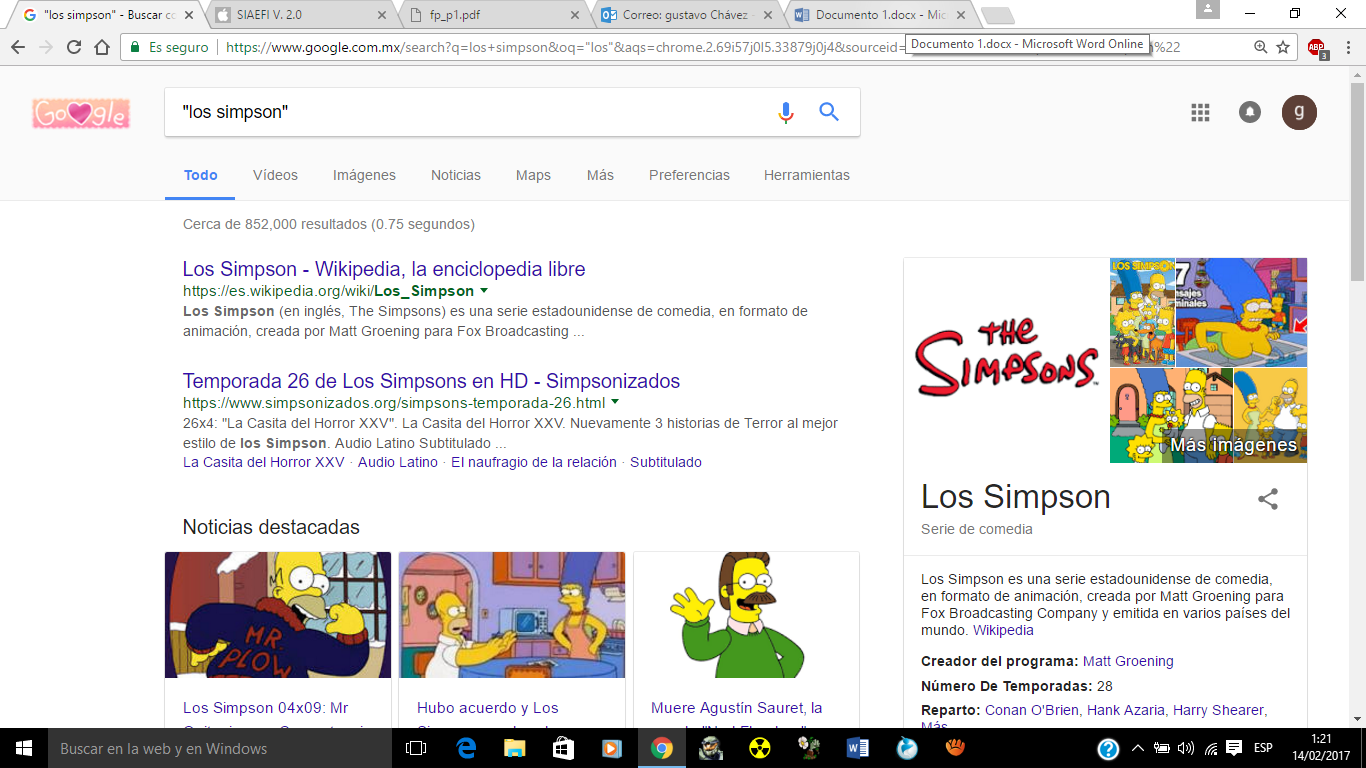 "los simpson" - Buscar co
SIAEFI V. 2.0
fp_p1.pdf
Correo: gustavo Chávez -
Documento 1.docx - Mic
Es seguro
https://www.google.com.mx/search?q=los+simpson&oq="los"&aqs=chrome.2.69i57j0l5.33879j0j4&sourceid=
%22
ABP
3
Documento 1.docx - Microsoft Word Online
Google
"los simpson"
g
Todo
Vídeos
Imágenes
Noticias
Maps
Más
Preferencias
Herramientas
Cerca de 852,000 resultados (0.75 segundos)
Los Simpson - Wikipedia, la enciclopedia libre
https://es.wikipedia.org/wiki/Los_Simpson
Los Simpson (en inglés, The Simpsons) es una serie estadounidense de comedia, en formato de
animación, creada por Matt Groening para Fox Broadcasting ...
Temporada 26 de Los Simpsons en HD - Simpsonizados
https://www.simpsonizados.org/simpsons-temporada-26.html
26x4: "La Casita del Horror XXV". La Casita del Horror XXV. Nuevamente 3 historias de Terror al mejor
estilo de los Simpson. Audio Latino Subtitulado ...
La Casita del Horror XXV · Audio Latino · El naufragio de la relación · Subtitulado
Noticias destacadas
MR.
PLOW
Los Simpson 04x09: Mr
Hubo acuerdo y Los
Muere Agustín Sauret, la
THE
SIMPSONS
LOS SIMPSON
7
Más imágenes
Los Simpson
Serie de comedia
Los Simpson es una serie estadounidense de comedia,
en formato de animación, creada por Matt Groening para
Fox Broadcasting Company y emitida en varios países del
mundo. Wikipedia
Creador del programa: Matt Groening
Número De Temporadas: 28
Reparto: Conan O'Brien, Hank Azaria, Harry Shearer,
Más
Buscar en la web y en Windows
ESP
1:21
14/02/2017